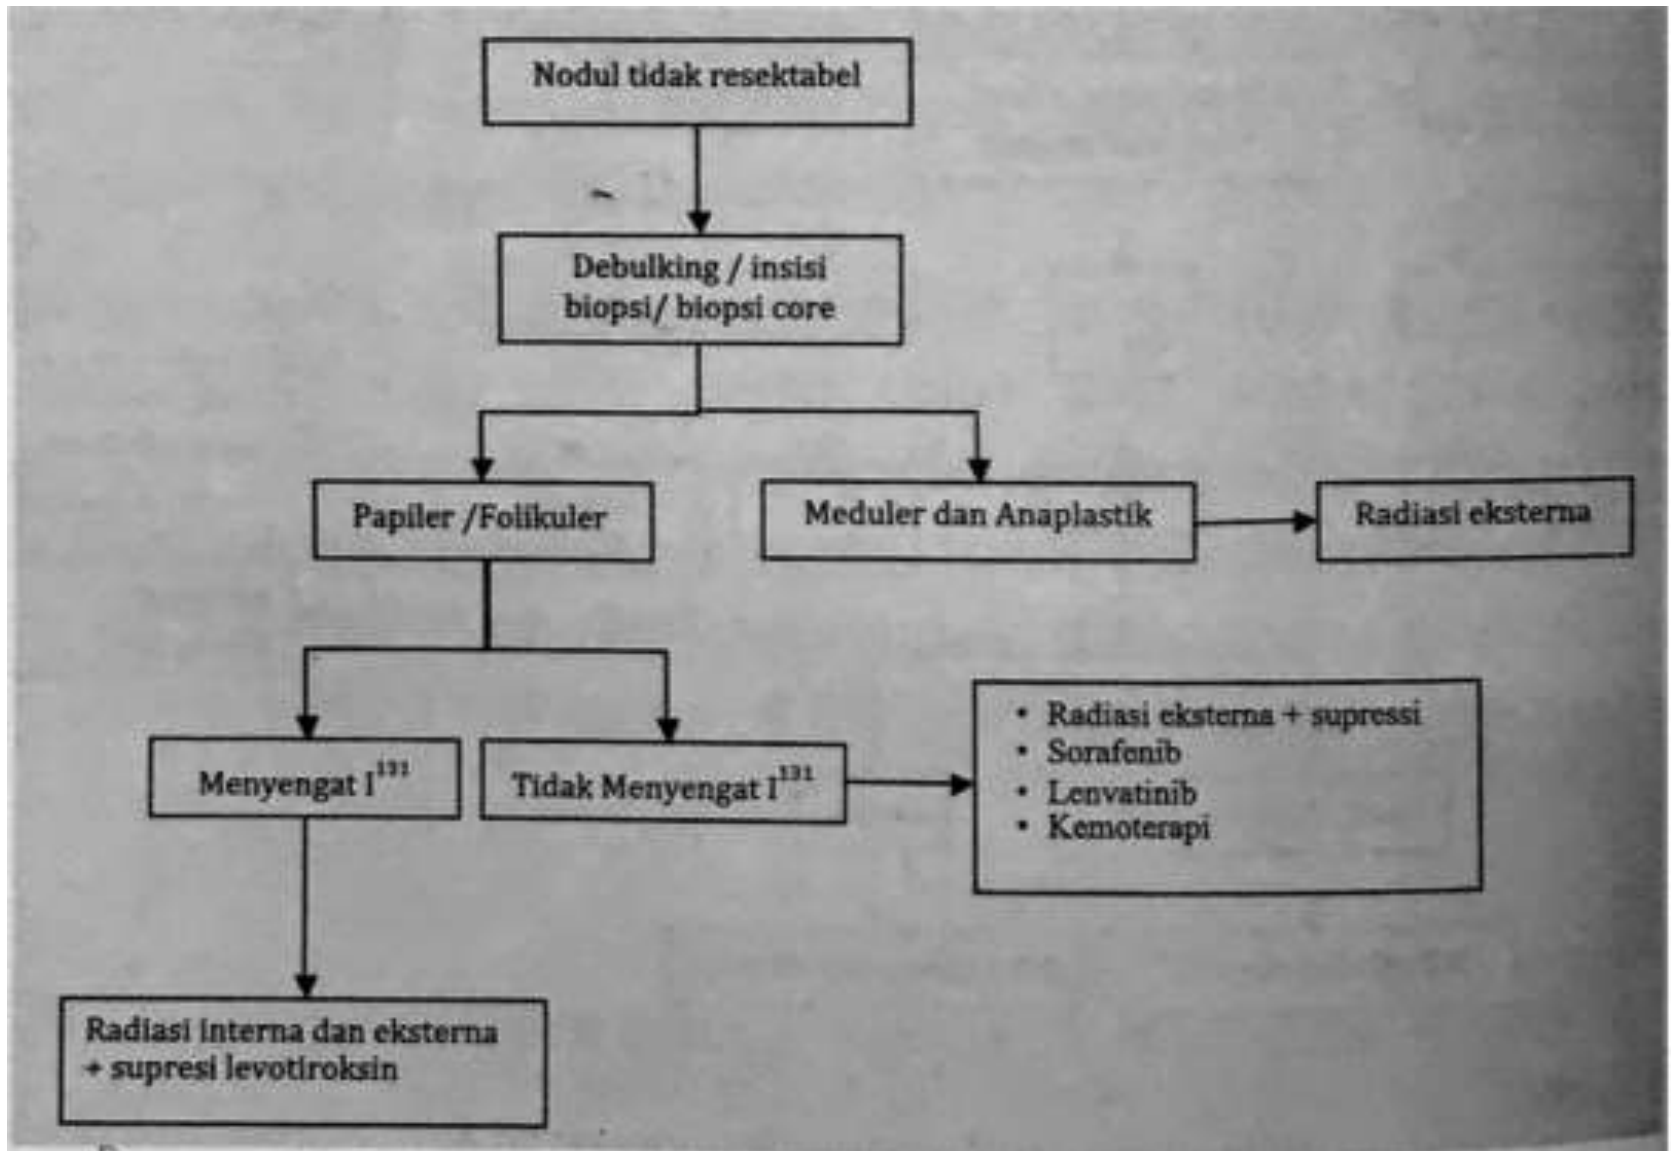 Nodul tidak resektabel
Debulking / insisi
biopsi/ biopsi core
Papiler /Folikuler
Meduler dan Anaplastik
Radiasi eksterna
Menyengat I¹³¹
Tidak Menyengat I¹³¹
• Radiasi eksterna + supressi
• Sorafenib
• Lenvatinib
• Kemoterapi
Radiasi interna dan eksterna
+ supresi levotiroksin